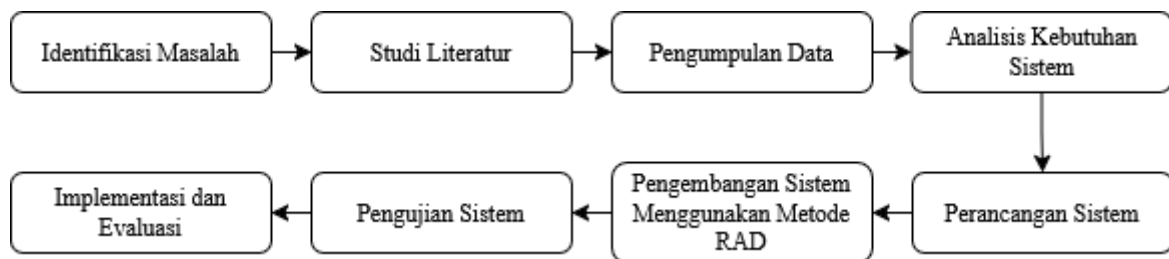 Identifikasi Masalah
Studi Literatur
Pengumpulan Data
Analisis Kebutuhan
Sistem
Perancangan Sistem
Pengembangan Sistem
Menggunakan Metode
RAD
Pengujian Sistem
Implementasi dan
Evaluasi